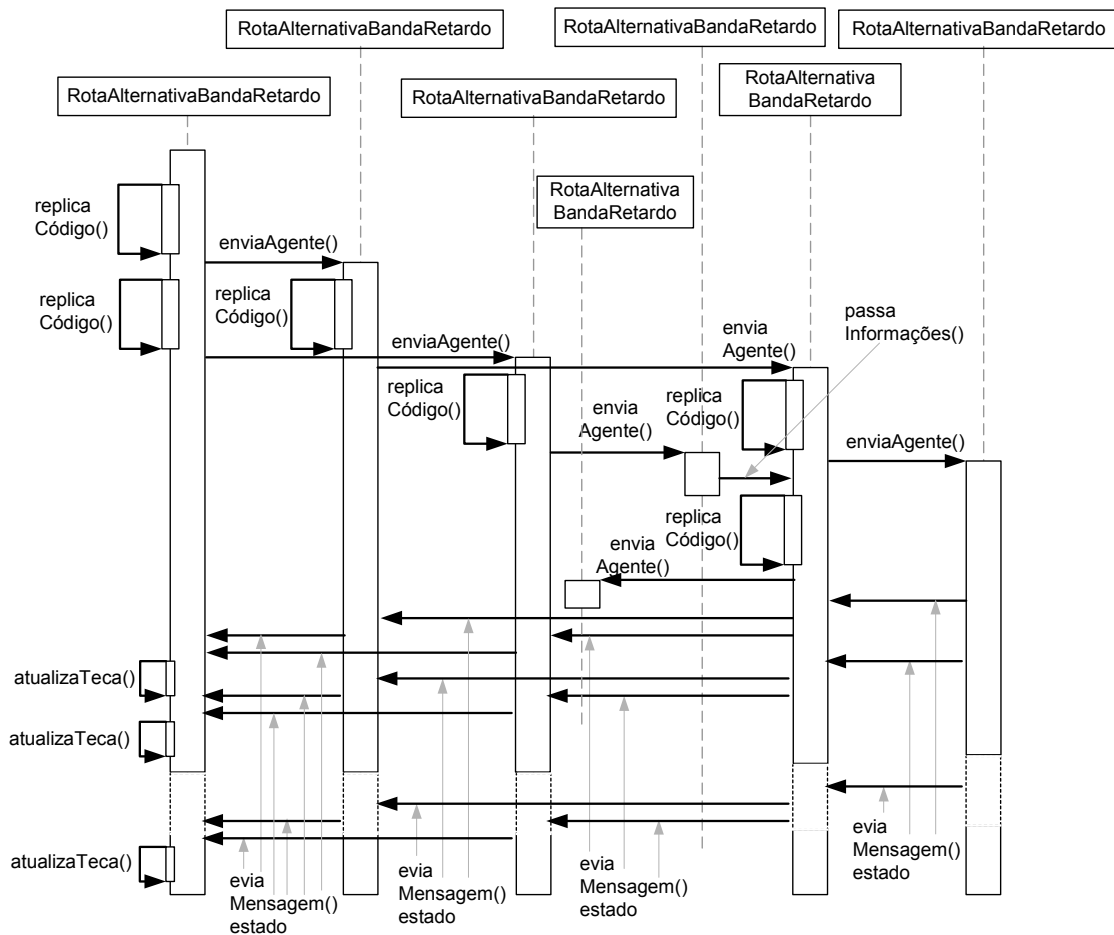 RotaAlternativaBandaRetardo
RotaAlternativaBandaRetardo
RotaAlternativaBandaRetardo
RotaAlternativaBandaRetardo
RotaAlternativaBandaRetardo
RotaAlternativa
BandaRetardo
RotaAlternativa
BandaRetardo
replica
Código()
enviaAgente()
replica
Código()
replica
Código()
passa
Informações()
enviaAgente()
envia
Agente()
replica
Código()
envia
Agente()
replica
Código()
enviaAgente()
replica
Código()
envia
Agente()
atualizaTeca()
atualizaTeca()
atualizaTeca()
evia
Mensagem()
estado
evia
Mensagem()
estado
evia
Mensagem()
estado
evia
Mensagem()
estado